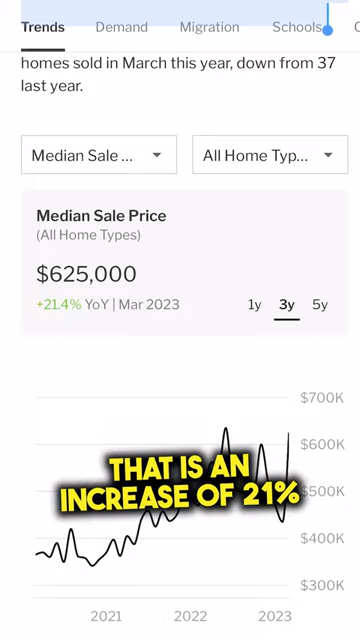 Trends Demand Migration Schools
homes sold in March this year, down from 37
last year.
Median Sale ... All Home Typ...
Median Sale Price
(All Home Types)
$625,000
+21.4% YoY | Mar 2023 1y 3y 5y
$700K
$600K
THAT IS AN
INCREASE OF 21%
$500K
$400K
$300K
2021 2022 2023